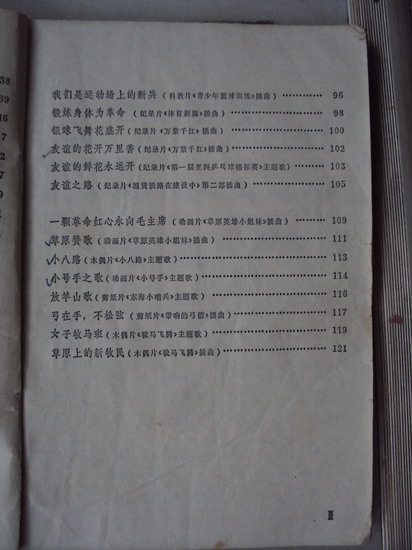 我们是运动场上的新兵（科教片《青少年篮球训练》插曲）…………96
锻炼身体为革命（纪录片《体育新苗》插曲）…………98
银球飞舞花盛开（纪录片《万紫千红》插曲）…………100
友谊的花开万里香（纪录片《万紫千红》插曲）…………102
友谊的鲜花永远开（纪录片《第一届亚洲乒乓球锦标赛》主题歌）…………103
友谊之路（纪录片《坦赞铁路在建设中》第二部插曲）…………105
一颗革命红心永向毛主席（动画片《草原英雄小姐妹》插曲）…………109
草原赞歌（动画片《草原英雄小姐妹》插曲）…………111
小八路（木偶片《小八路》主题歌）…………113
小号手之歌（动画片《小号手》主题歌）…………114
放羊山歌（剪纸片《东海小哨兵》主题歌）…………116
弓在手，不松弦（剪纸片《带响的弓箭》插曲）…………117
女子牧马班（木偶片《骏马飞腾》主题歌）…………119
草原上的新牧民（木偶片《骏马飞腾》插曲）…………121
38
39